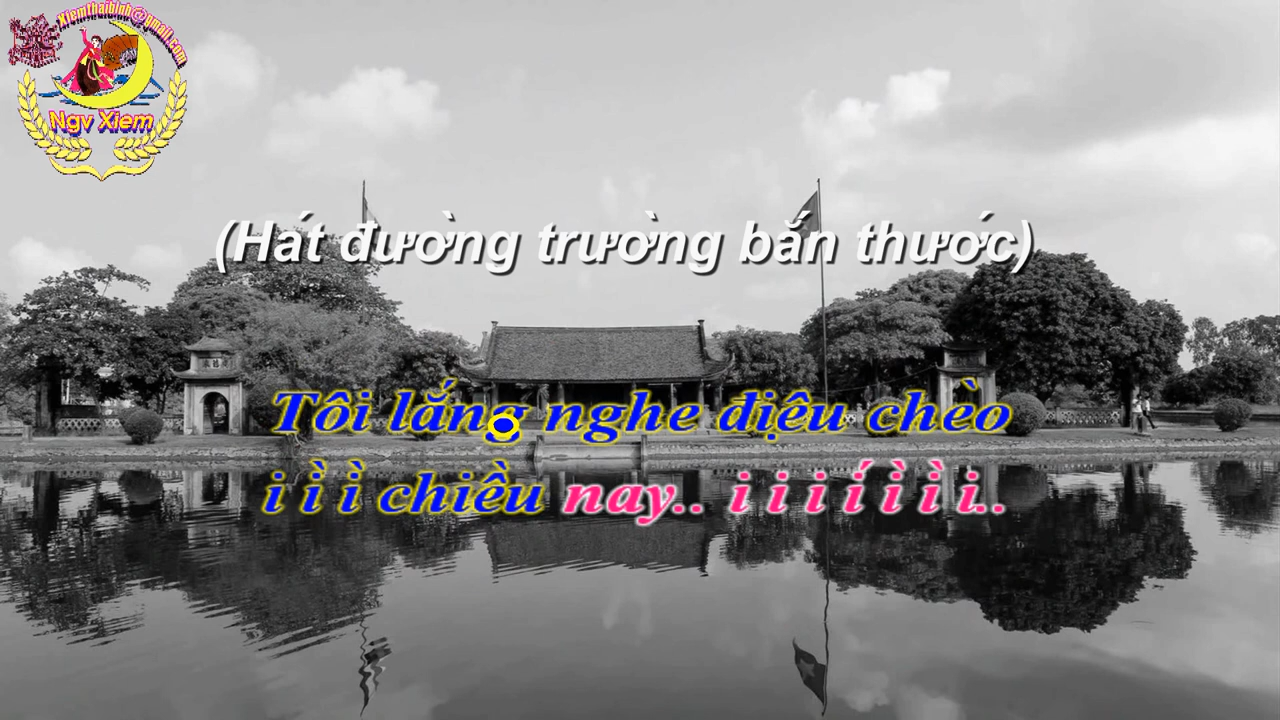 Xiemthaibinh@gmail.com
Ngv Xiem
(Hát đường trường bắn thước)
Tôi lắng nghe điệu chèo
i ì ì chiều nay.. i i i í ì ì i..